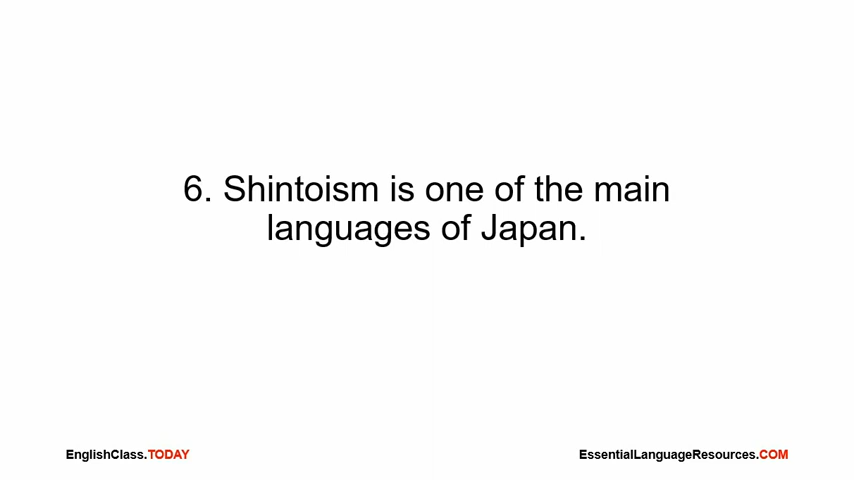 6. Shintoism is one of the main
languages of Japan.
EnglishClass.TODAY
EssentialLanguageResources.COM